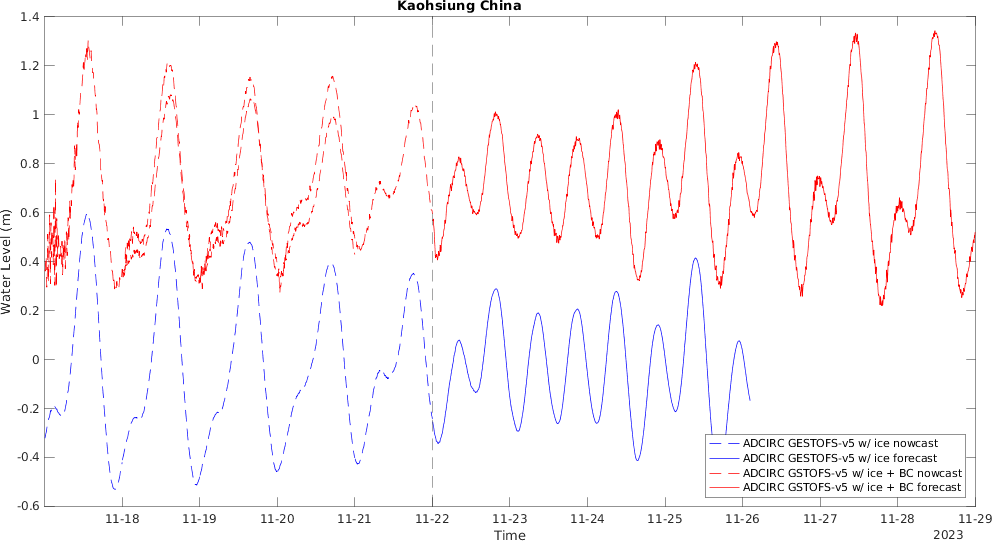 Kaohsiung China
1.4
1.2
1
0.8
0.6
0.4
0.2
0
-0.2
-0.4
-0.6
Water Level (m)
ADCIRC GESTOFS-v5 w/ ice nowcast
ADCIRC GESTOFS-v5 w/ ice forecast
ADCIRC GSTOFS-v5 w/ ice + BC nowcast
ADCIRC GSTOFS-v5 w/ ice + BC forecast
11-18 11-19 11-20 11-21 11-22 11-23 11-24 11-25 11-26 11-27 11-28 11-29
Time
2023